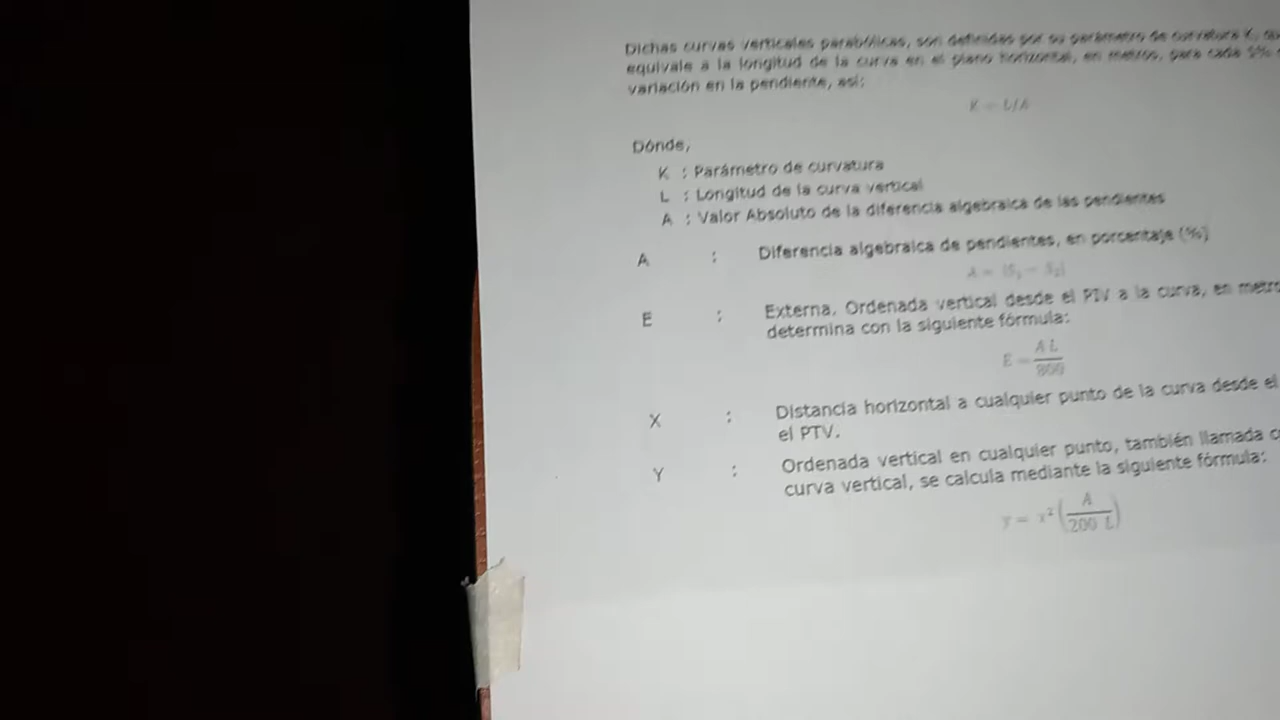 Dichas curvas verticales parabólicas, son definidas por su parámetro de curvatura K,
equivale a la longitud de la curva en el plano horizontal, en metros, para cada 1%
variación en la pendiente, así:
K = L/A
Dónde,
K : Parámetro de curvatura
L : Longitud de la curva vertical
A : Valor Absoluto de la diferencia algebraica de las pendientes
A : Diferencia algebraica de pendientes, en porcentaje (%)
A = |S₁ − S₂|
E : Externa. Ordenada vertical desde el PIV a la curva, en
determina con la siguiente fórmula:
E = A L / 800
X : Distancia horizontal a cualquier punto de la curva desde el
el PTV.
Y : Ordenada vertical en cualquier punto, también llamada
curva vertical, se calcula mediante la siguiente fórmula:
y = x² (A / 200 L)